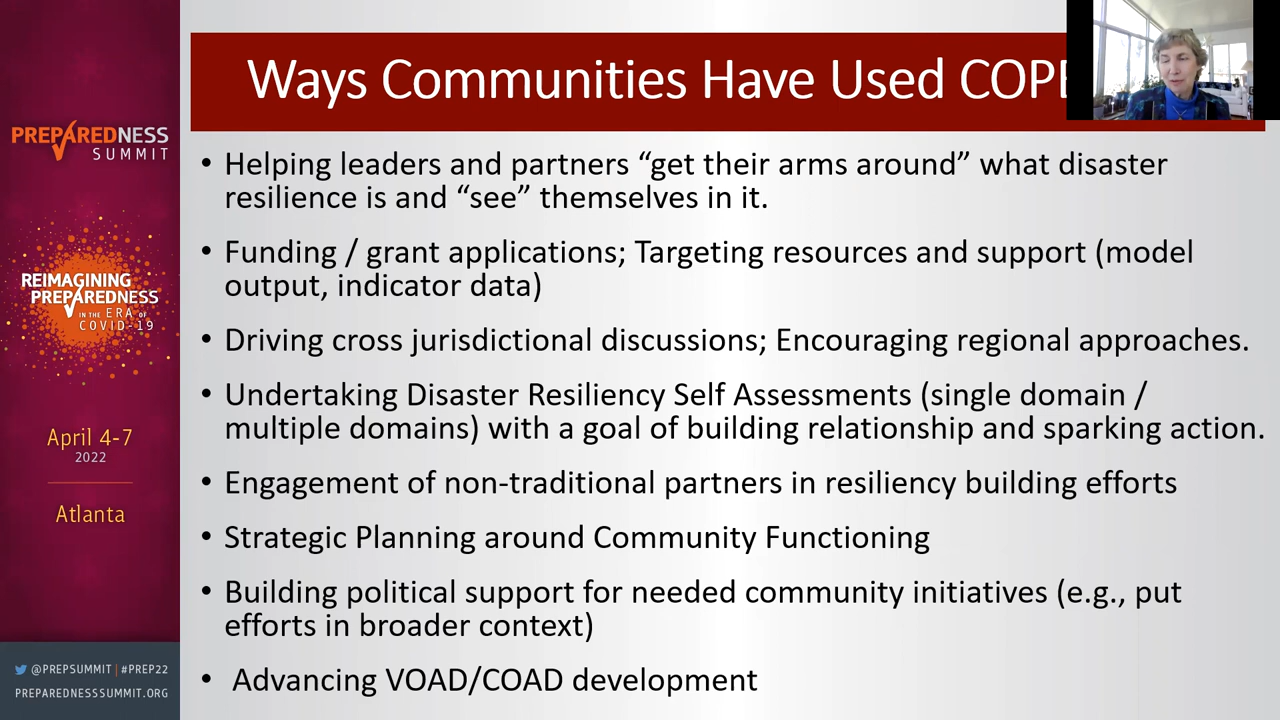 Ways Communities Have Used
• Helping leaders and partners “get their arms around” what disaster
resilience is and “see” themselves in it.
• Funding / grant applications; Targeting resources and support (model
output, indicator data)
• Driving cross jurisdictional discussions; Encouraging regional approaches.
• Undertaking Disaster Resiliency Self Assessments (single domain /
multiple domains) with a goal of building relationship and sparking action.
• Engagement of non-traditional partners in resiliency building efforts
• Strategic Planning around Community Functioning
• Building political support for needed community initiatives (e.g., put
efforts in broader context)
• Advancing VOAD/COAD development
PREPAREDNESS
SUMMIT
REIMAGINING
PREPAREDNESS
IN THE ERA OF
COVID-19
April 4-7
2022
Atlanta
@PREPSUMMIT | #PREP22
PREPAREDNESSSUMMIT.ORG